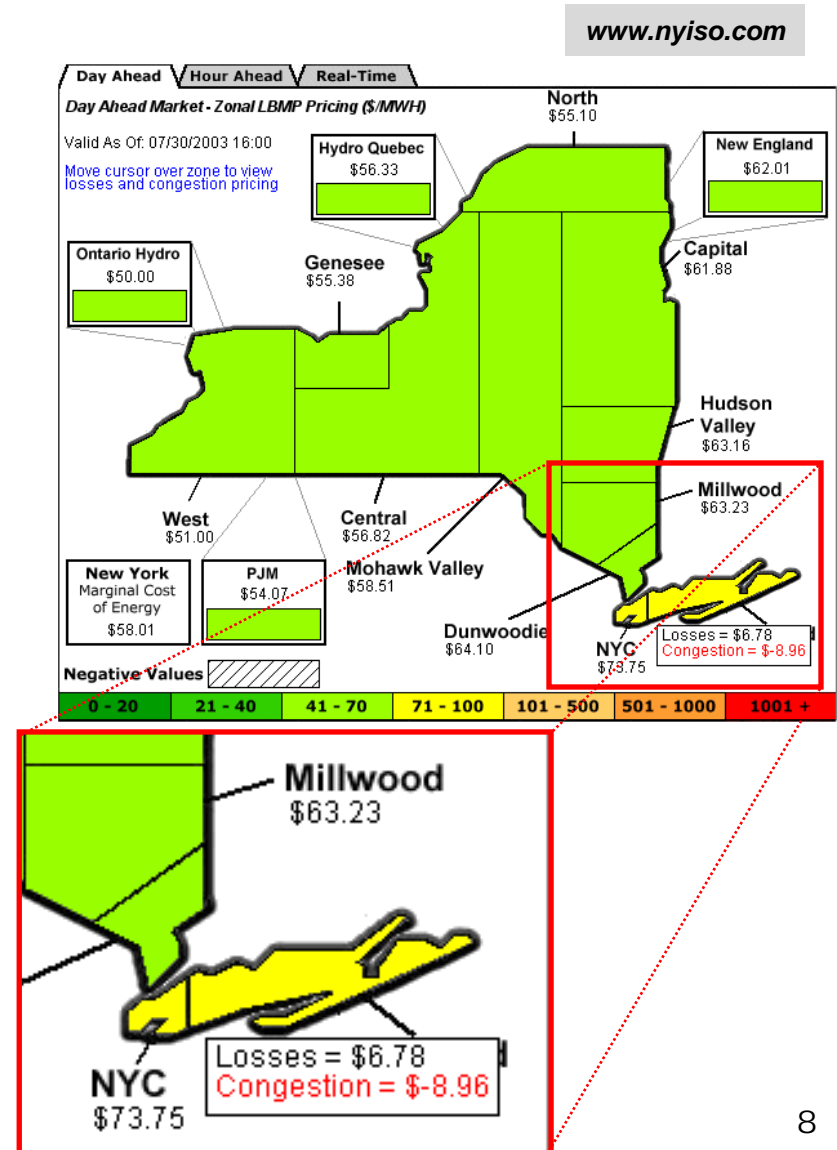 www.nyiso.com
Day Ahead
Hour Ahead
Real-Time
Day Ahead Market - Zonal LBMP Pricing ($/MWH)
Valid As Of: 07/30/2003 16:00
Move cursor over zone to view
losses and congestion pricing
North
$55.10
Hydro Quebec
$56.33
New England
$62.01
Ontario Hydro
$50.00
Genesee
$55.38
Capital
$61.88
Hudson
Valley
$63.16
Millwood
$63.23
West
$51.00
Central
$56.82
Mohawk Valley
$58.51
New York
Marginal Cost
of Energy
$58.01
PJM
$54.07
Dunwoodie
$64.10
NYC
$73.75
Losses = $6.78
Congestion = $-8.96
Negative Values
0 - 20
21 - 40
41 - 70
71 - 100
101 - 500
501 - 1000
1001 +
Millwood
$63.23
NYC
$73.75
Losses = $6.78
Congestion = $-8.96
8